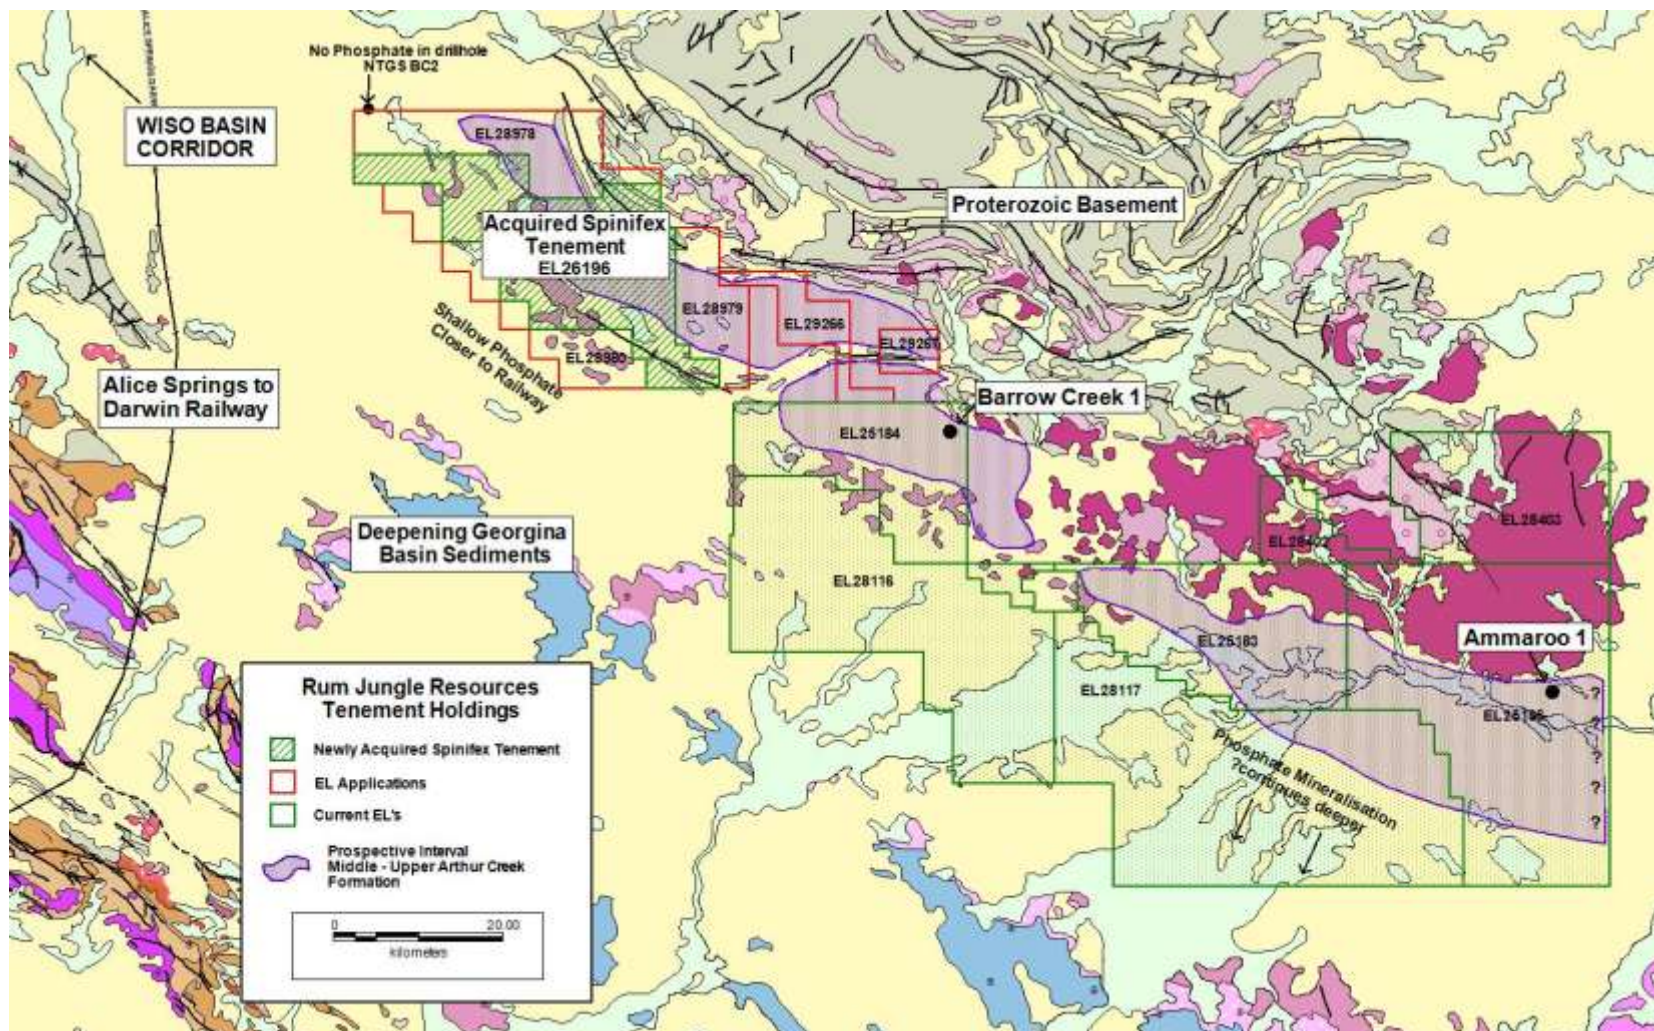 No Phosphate in drillhole
NTGS BC2
WISO BASIN
CORRIDOR
EL28978
Proterozoic Basement
Acquired Spinifex
Tenement
EL26196
EL28979
EL29266
EL29267
EL28980
Shallow Phosphate
Closer to Railway
Alice Springs to
Darwin Railway
Barrow Creek 1
EL25184
Deepening Georgina
Basin Sediments
EL28403
EL28402
EL28116
EL25183
Ammaroo 1
EL28117
Phosphate Mineralisation
?continues deeper
?
?
?
?
Rum Jungle Resources
Tenement Holdings
Newly Acquired Spinifex Tenement
EL Applications
Current EL's
Prospective Interval
Middle - Upper Arthur Creek
Formation
0 20.00
kilometers